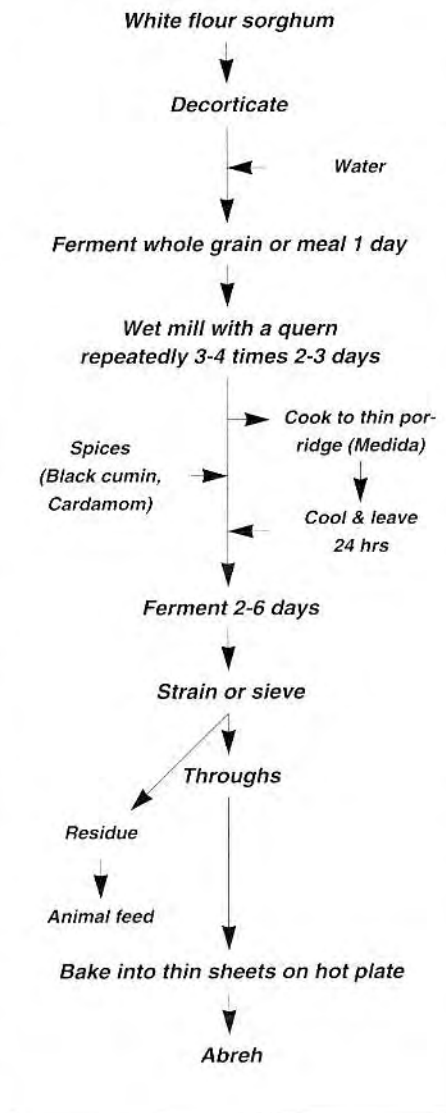 White flour sorghum
Decorticate
Water
Ferment whole grain or meal 1 day
Wet mill with a quern
repeatedly 3-4 times 2-3 days
Cook to thin por-
ridge (Medida)
Spices
(Black cumin,
Cardamom)
Cool & leave
24 hrs
Ferment 2-6 days
Strain or sieve
Throughs
Residue
Animal feed
Bake into thin sheets on hot plate
Abreh